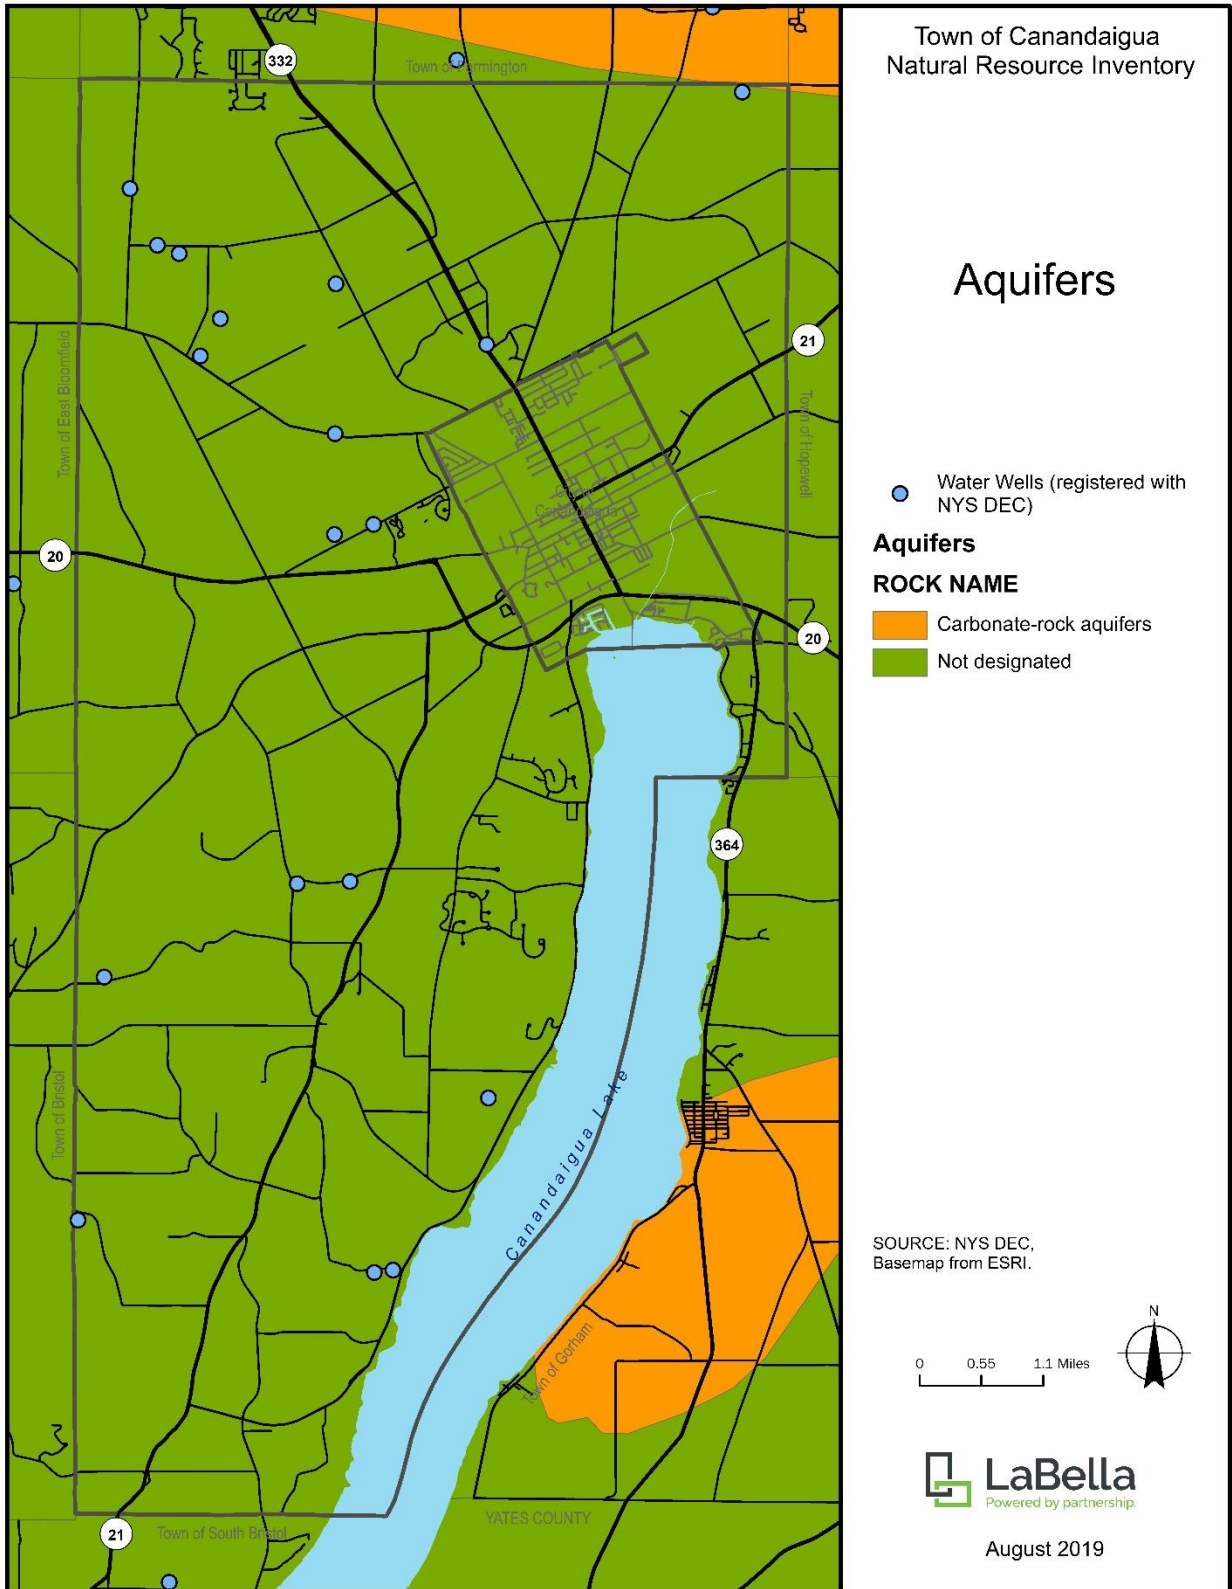 Town of Canandaigua
Natural Resource Inventory
Aquifers
Water Wells (registered with
NYS DEC)
Aquifers
ROCK NAME
Carbonate-rock aquifers
Not designated
SOURCE: NYS DEC,
Basemap from ESRI.
N
0 0.55 1.1 Miles
LaBella
Powered by partnership.
August 2019
332
Town of Farmington
21
Town of East Bloomfield
Town of Hopewell
City of
Canandaigua
20
20
364
Canandaigua Lake
Town of Bristol
Town of Gorham
21
Town of South Bristol
YATES COUNTY